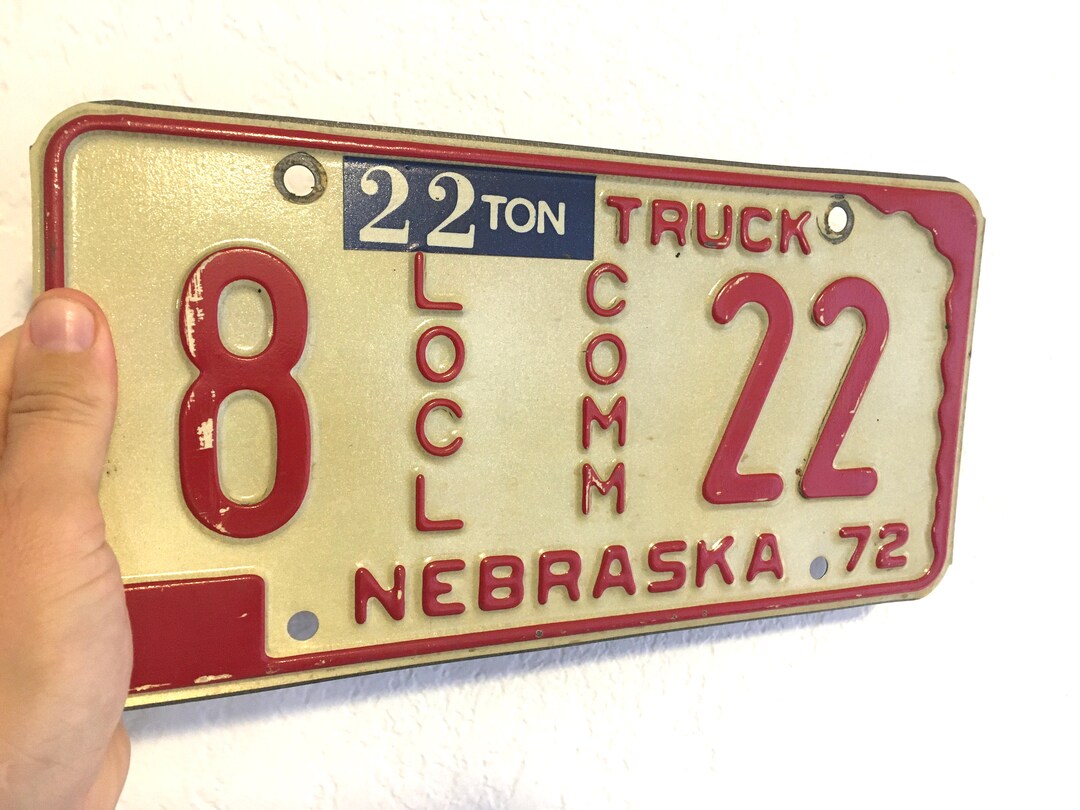 22 TON TRUCK
8 LOCL COMM 22
NEBRASKA 72